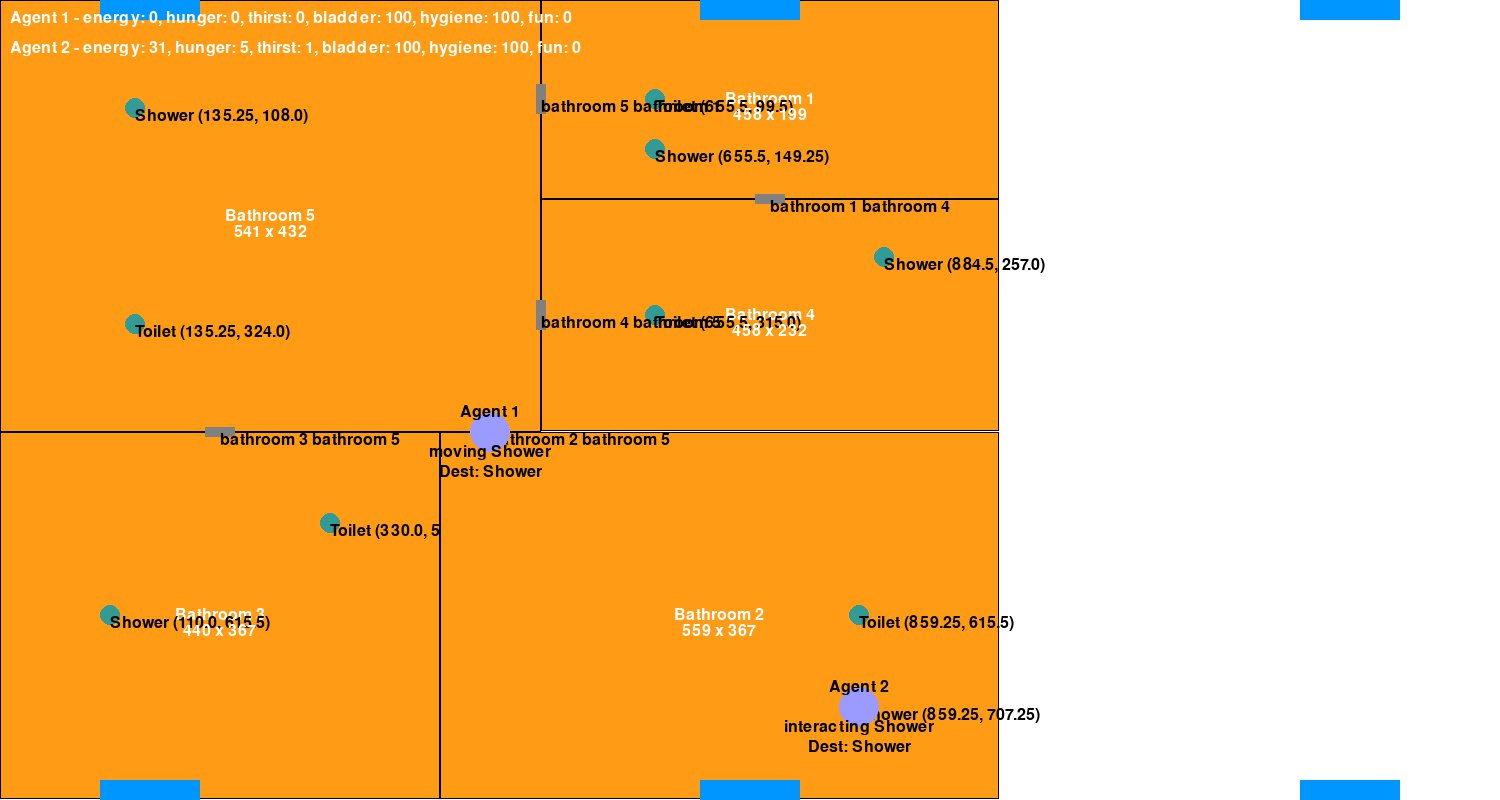 Agent 1 - energy: 0, hunger: 0, thirst: 0, bladder: 100, hygiene: 100, fun: 0
Agent 2 - energy: 31, hunger: 5, thirst: 1, bladder: 100, hygiene: 100, fun: 0
Shower (135.25, 108.0)
bathroom 5 bathroom 1
Toilet (655.5, 99.5)
Bathroom 1
458 x 199
Shower (655.5, 149.25)
bathroom 1 bathroom 4
Bathroom 5
541 x 432
Shower (884.5, 257.0)
Toilet (135.25, 324.0)
bathroom 4 bathroom 5
Toilet (655.5, 315.0)
Bathroom 4
458 x 232
Agent 1
bathroom 3 bathroom 5
throom 2 bathroom 5
moving Shower
Dest: Shower
Toilet (330.0, 5
Shower (110.0, 615.5)
Bathroom 3
440 x 367
Bathroom 2
559 x 367
Toilet (859.25, 615.5)
Agent 2
ower (859.25, 707.25)
interacting Shower
Dest: Shower